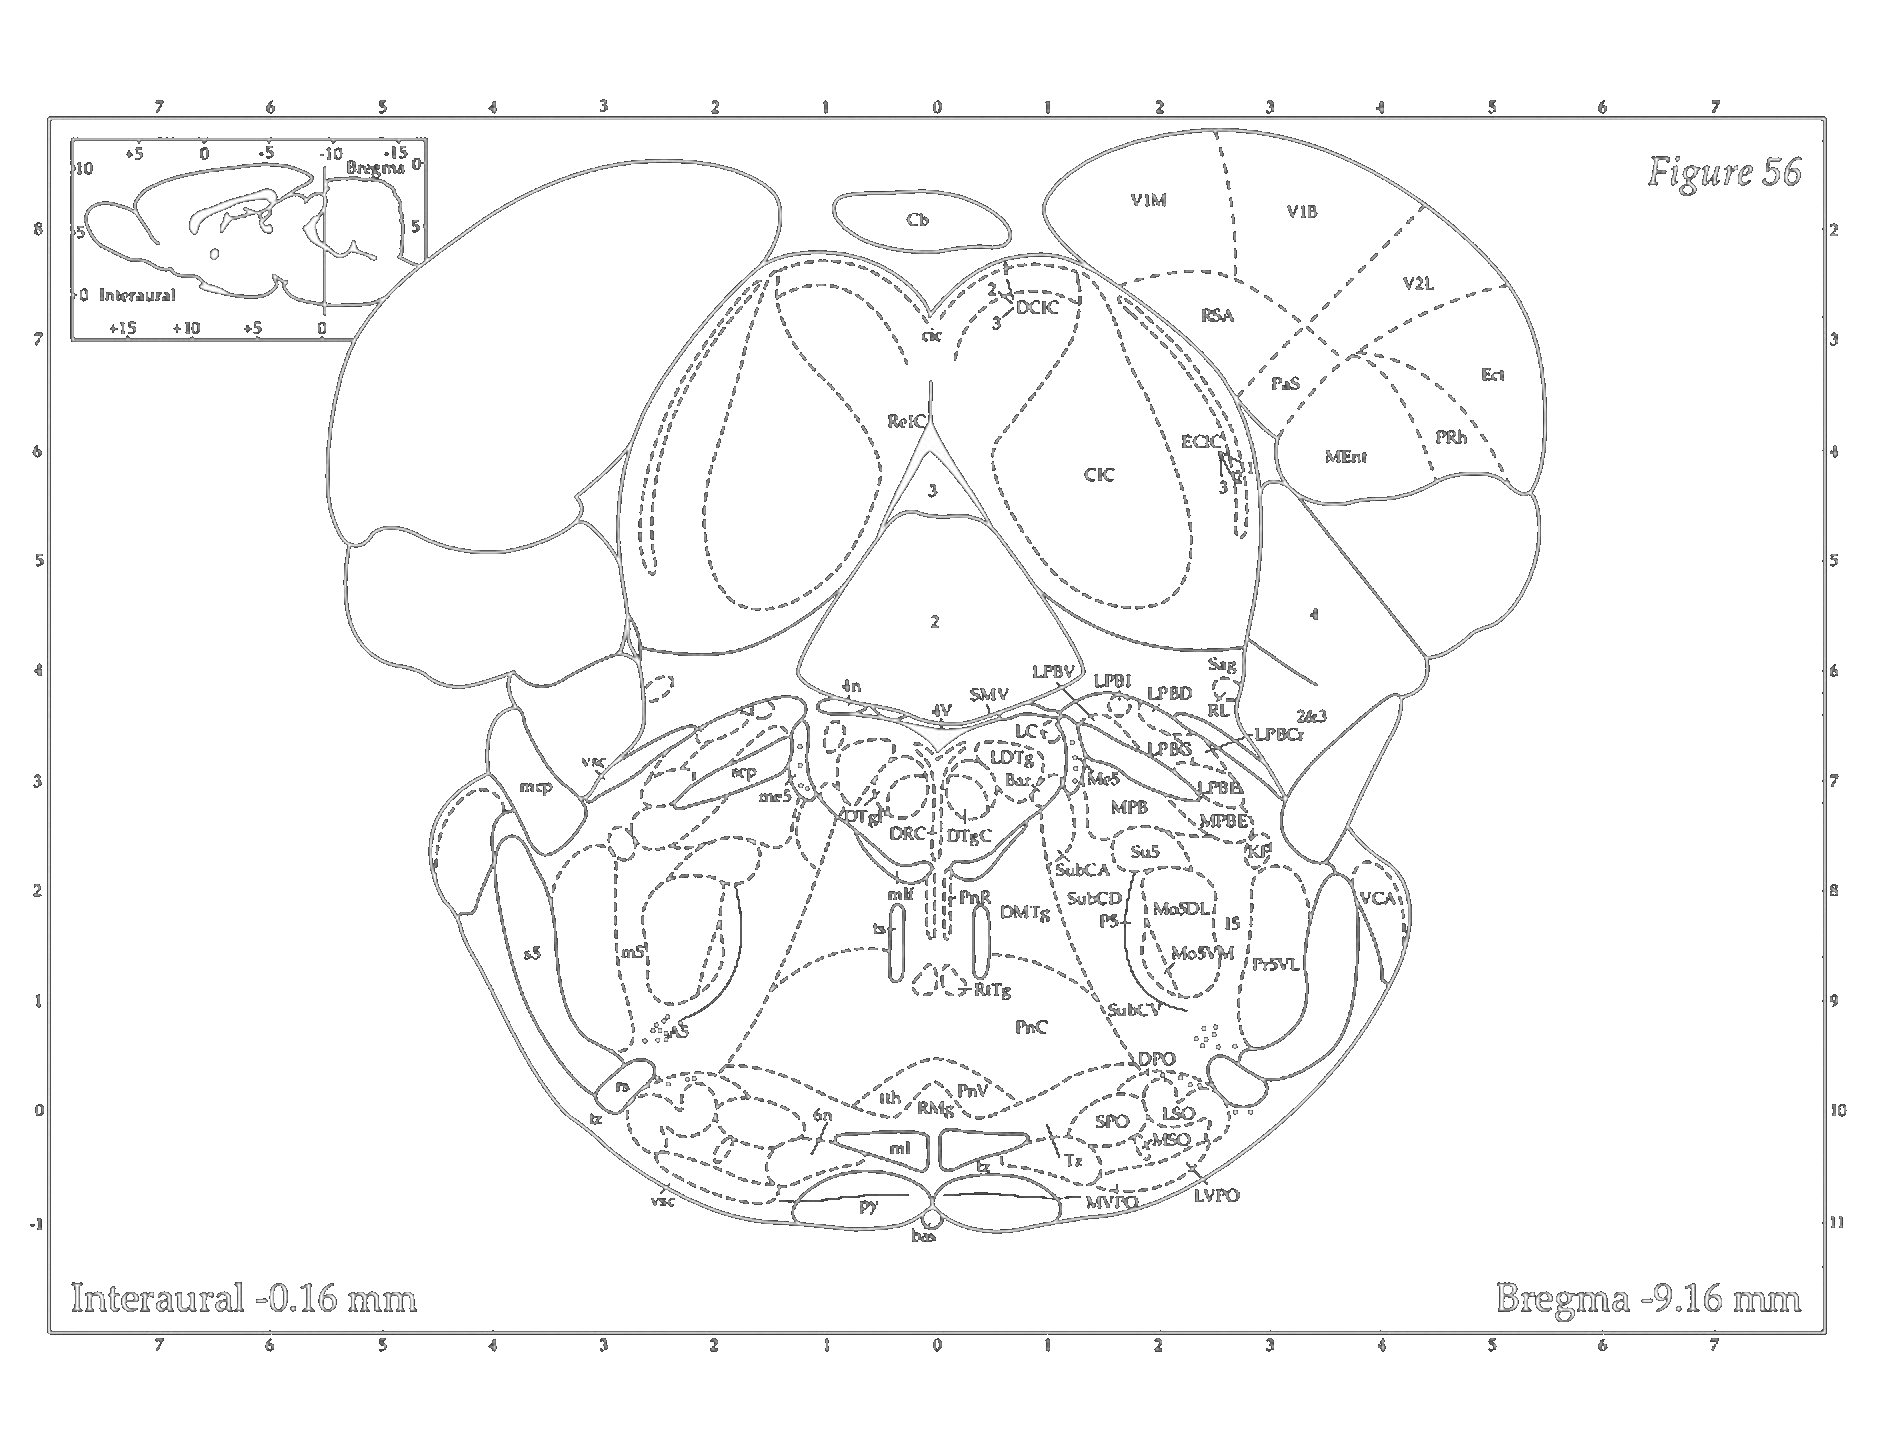 7 6 5 4 3 2 1 0 1 2 3 4 5 6 7
+5 0 -5 -10 -15
10 Bregma 0
Figure 56
V1M
V1B
Cb
8 5 5 2
V2L
2
DCIC
0 Interaural
RSA
3
+15 +10 +5 0
cic
7 3
Ect
PaS
ReIC
PRh
ECIC
6 4
MEnt
1
CIC
2
3
3
5 5
4
2
Sag
4 6
LPBV LPBI
4n SMV LPBD
4V RL 2&3
LC LPBCr
LPBS
vsc LDTg
scp Bar Me5
3 7
mcp me5 LPBE
MPB
DTgP MPBE
DRC DTgC
Su5 KF
SubCA
2 8
mlf PnR SubCD VCA
DMTg Mo5DL
ts P5 I5
s5 m5 Mo5VM
Pr5VL
RtTg
1 9
SubCV
PnC
A5
DPO
rs
PnV
ith
RMg
0 10
tz 6n SPO LSO
MSO
ml
tz Tz
vsc py MVPO LVPO
-1 11
bas
Interaural -0.16 mm
Bregma -9.16 mm
7 6 5 4 3 2 1 0 1 2 3 4 5 6 7